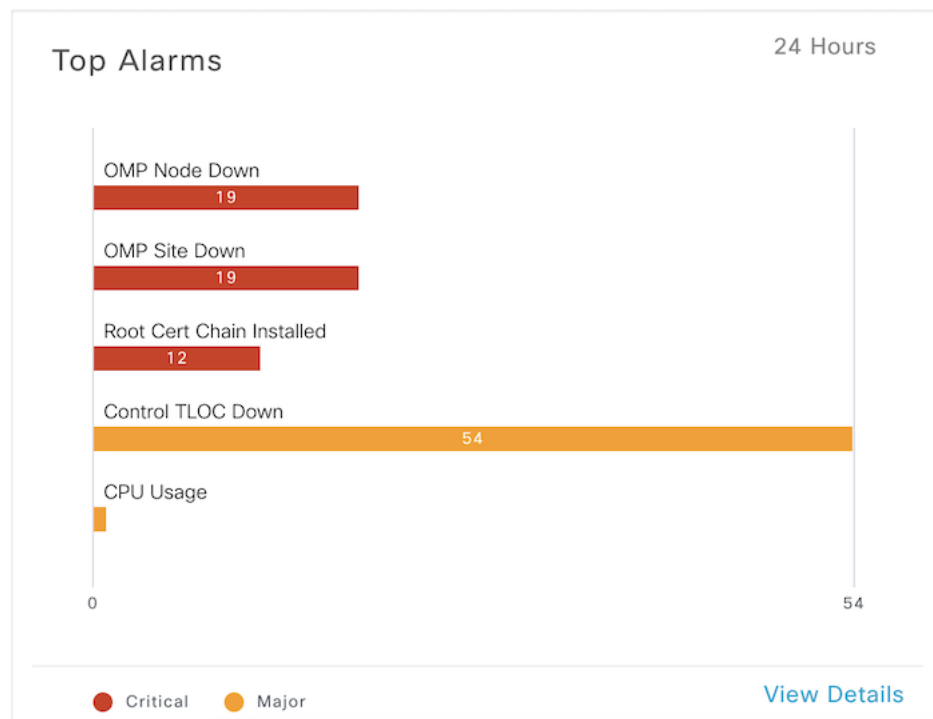 Top Alarms
24 Hours
OMP Node Down
19
OMP Site Down
19
Root Cert Chain Installed
12
Control TLOC Down
54
CPU Usage
0
54
Critical
Major
View Details